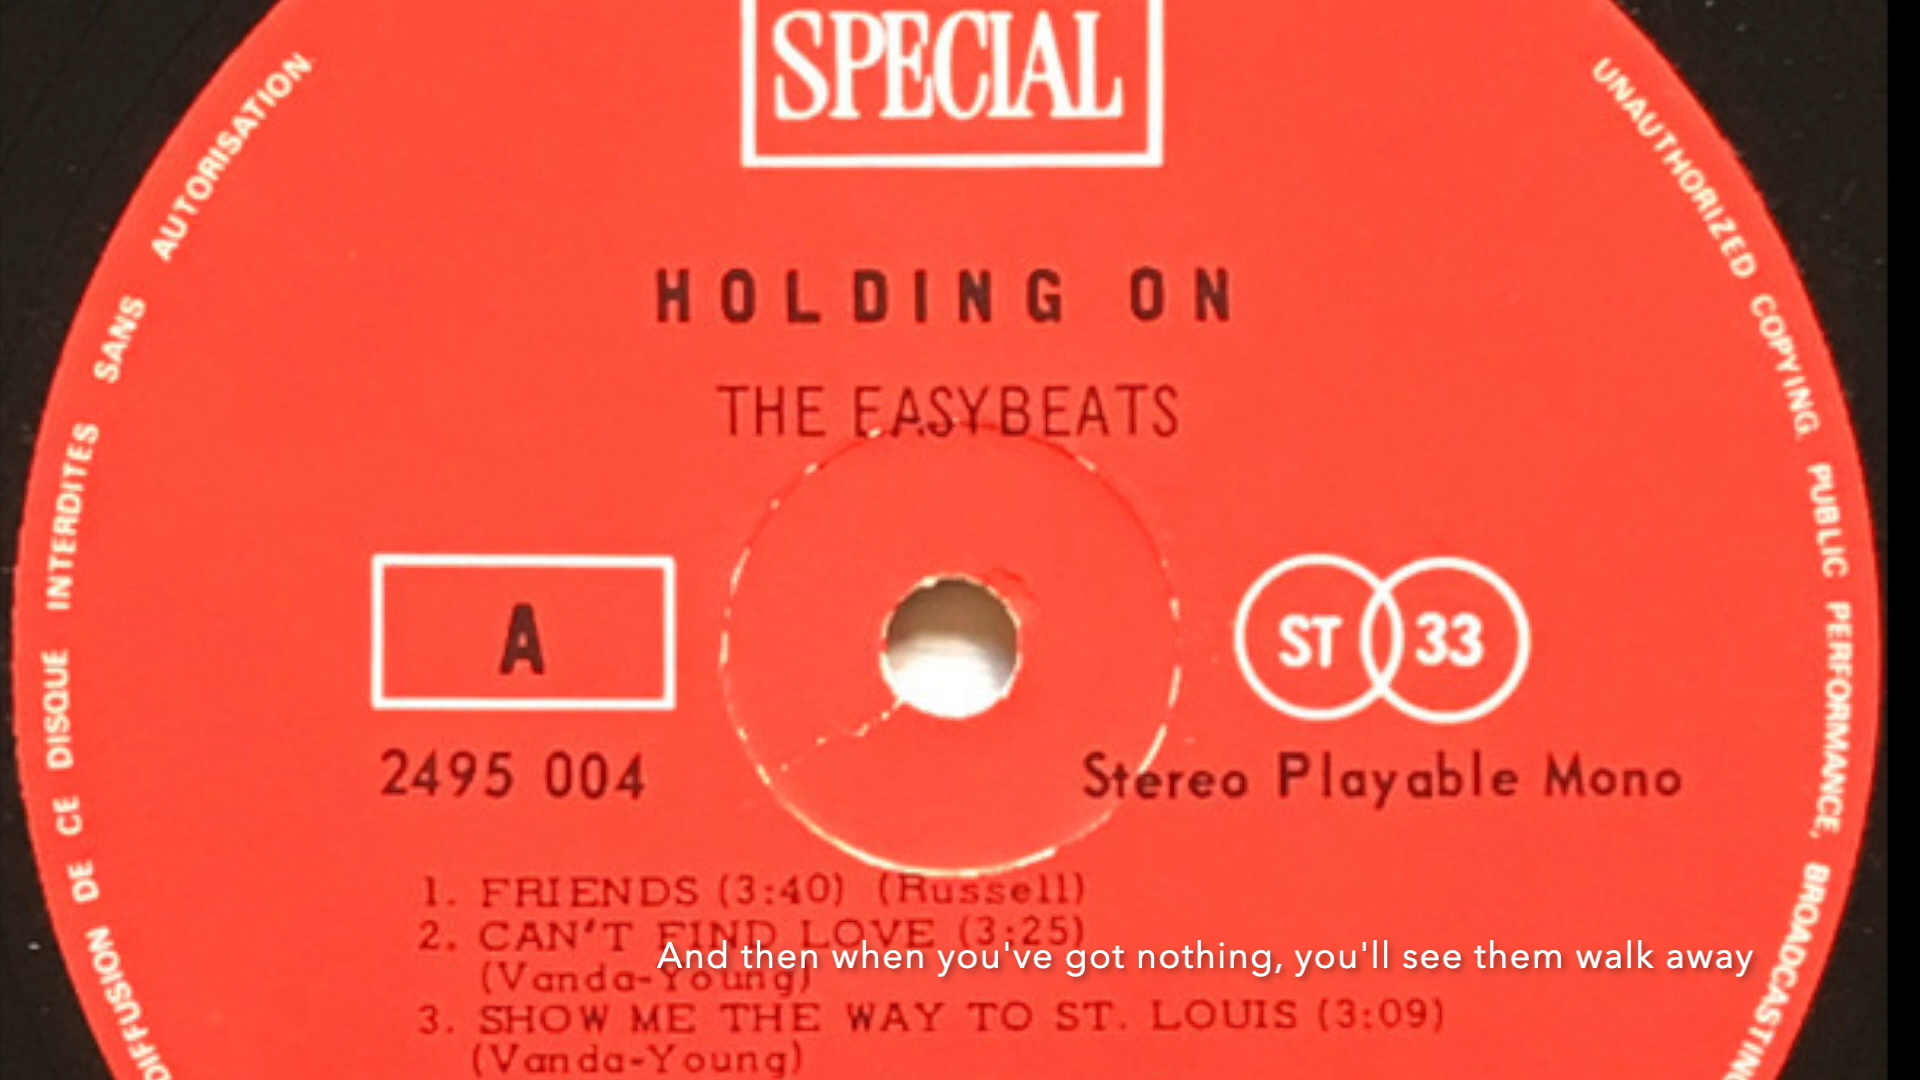 SPECIAL
HOLDING ON
THE EASYBEATS
A
2495 004
ST 33
Stereo Playable Mono
1. FRIENDS (3:40) (Russell)
2. CAN'T FIND LOVE (3:25)
(Vanda-Young)
3. SHOW ME THE WAY TO ST. LOUIS (3:09)
(Vanda-Young)
And then when you've got nothing, you'll see them walk away
DIFFUSION DE CE DISQUE INTERDITES SANS AUTORISATION
UNAUTHORIZED COPYING, PUBLIC PERFORMANCE, BROADCASTING